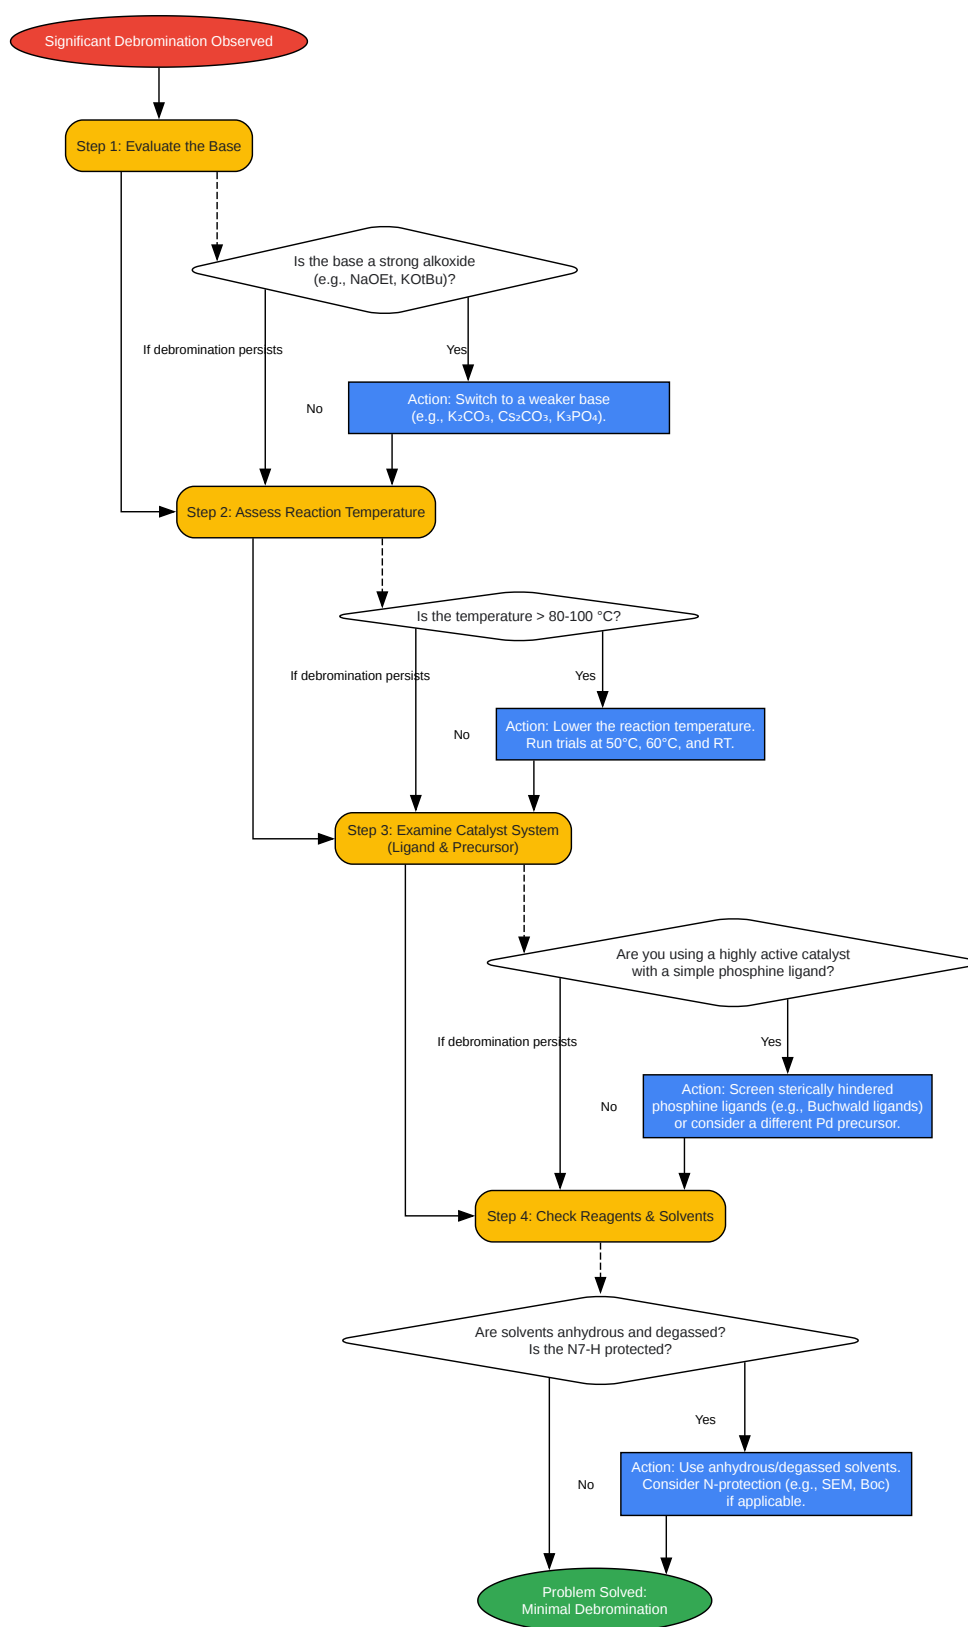 Significant Debromination Observed
Step 1: Evaluate the Base
Is the base a strong alkoxide
(e.g., NaOEt, KOtBu)?
If debromination persists
Yes
Action: Switch to a weaker base
(e.g., K₂CO₃, Cs₂CO₃, K₃PO₄).
No
Step 2: Assess Reaction Temperature
Is the temperature > 80-100 °C?
If debromination persists
Yes
Action: Lower the reaction temperature.
Run trials at 50°C, 60°C, and RT.
No
Step 3: Examine Catalyst System
(Ligand & Precursor)
Are you using a highly active catalyst
with a simple phosphine ligand?
If debromination persists
Yes
Action: Screen sterically hindered
phosphine ligands (e.g., Buchwald ligands)
or consider a different Pd precursor.
No
Step 4: Check Reagents & Solvents
Are solvents anhydrous and degassed?
Is the N7-H protected?
Yes
Action: Use anhydrous/degassed solvents.
Consider N-protection (e.g., SEM, Boc)
if applicable.
No
Problem Solved:
Minimal Debromination